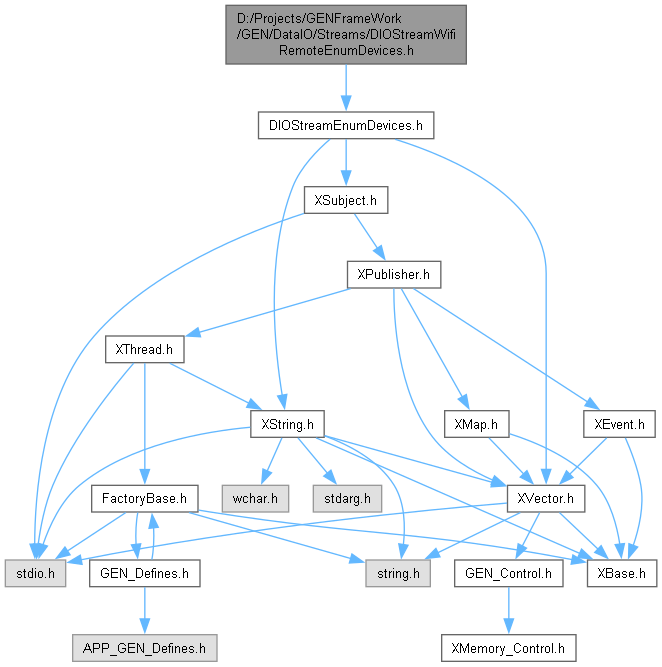 D:/Projects/GENFrameWork
/GEN/DataIO/Streams/DIOStreamWifi
RemoteEnumDevices.h
DIOStreamEnumDevices.h
XSubject.h
XPublisher.h
XThread.h
XString.h
XMap.h
XEvent.h
FactoryBase.h
wchar.h
stdarg.h
XVector.h
stdio.h
GEN_Defines.h
string.h
GEN_Control.h
XBase.h
APP_GEN_Defines.h
XMemory_Control.h